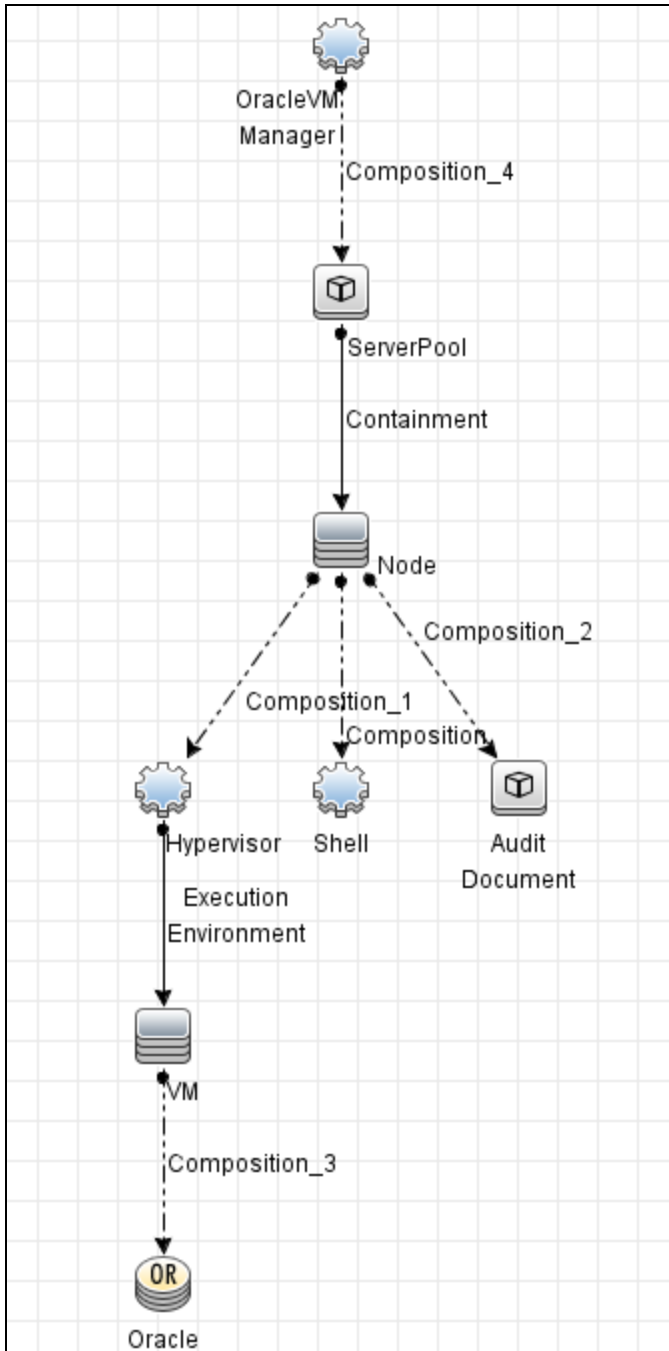 OracleVM
Manager
Composition_4
ServerPool
Containment
Node
Composition_2
Composition_1
Composition
Hypervisor
Shell
Audit
Document
Execution
Environment
VM
Composition_3
OR
Oracle